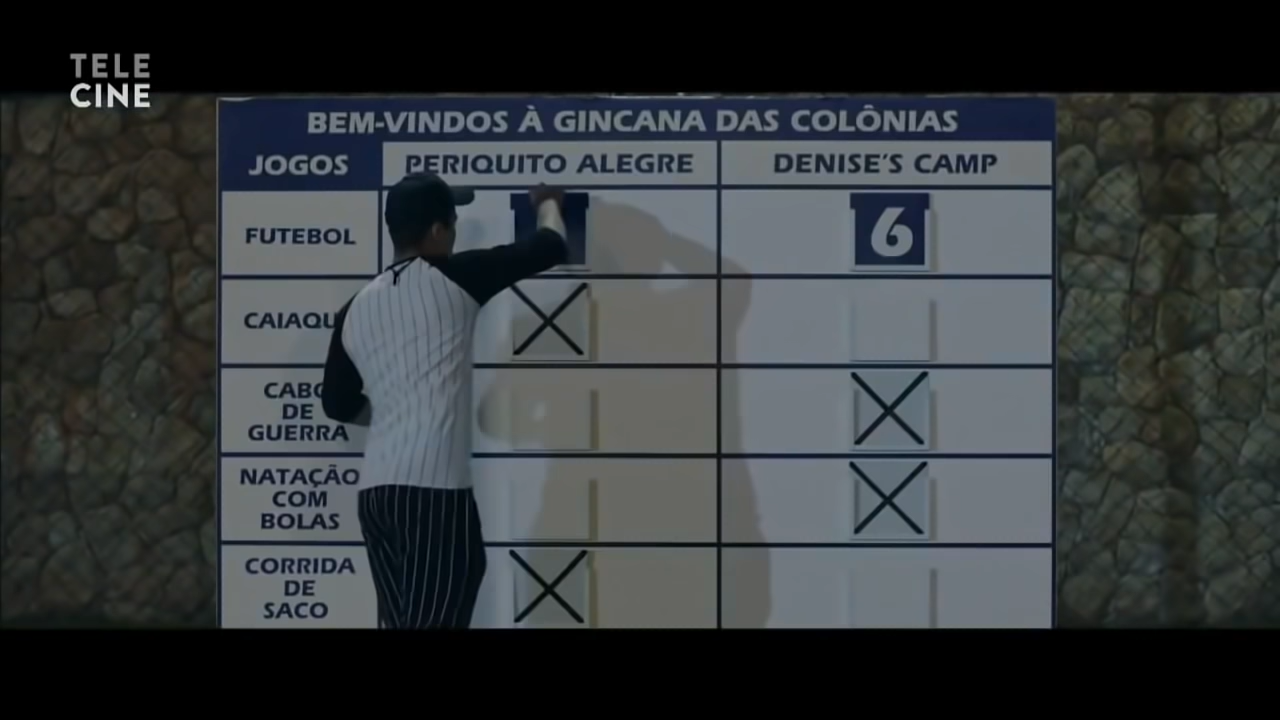 TELE
CINE
BEM-VINDOS À GINCANA DAS COLÔNIAS
JOGOS PERIQUITO ALEGRE DENISE'S CAMP
FUTEBOL 6
CAIAQU
CABO
DE
GUERRA
NATAÇÃO
COM
BOLAS
CORRIDA
DE
SACO